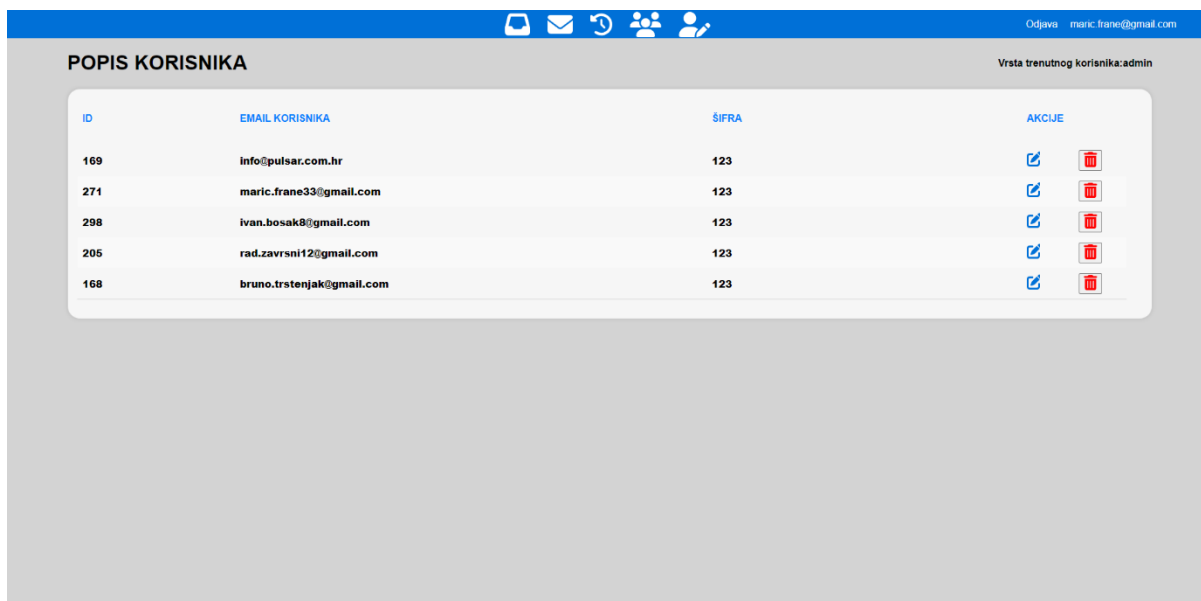 Odjava maric.frane@gmail.com
POPIS KORISNIKA
Vrsta trenutnog korisnika:admin
ID EMAIL KORISNIKA ŠIFRA AKCIJE
169 info@pulsar.com.hr 123
271 maric.frane33@gmail.com 123
298 ivan.bosak8@gmail.com 123
205 rad.zavrsni12@gmail.com 123
168 bruno.trstenjak@gmail.com 123